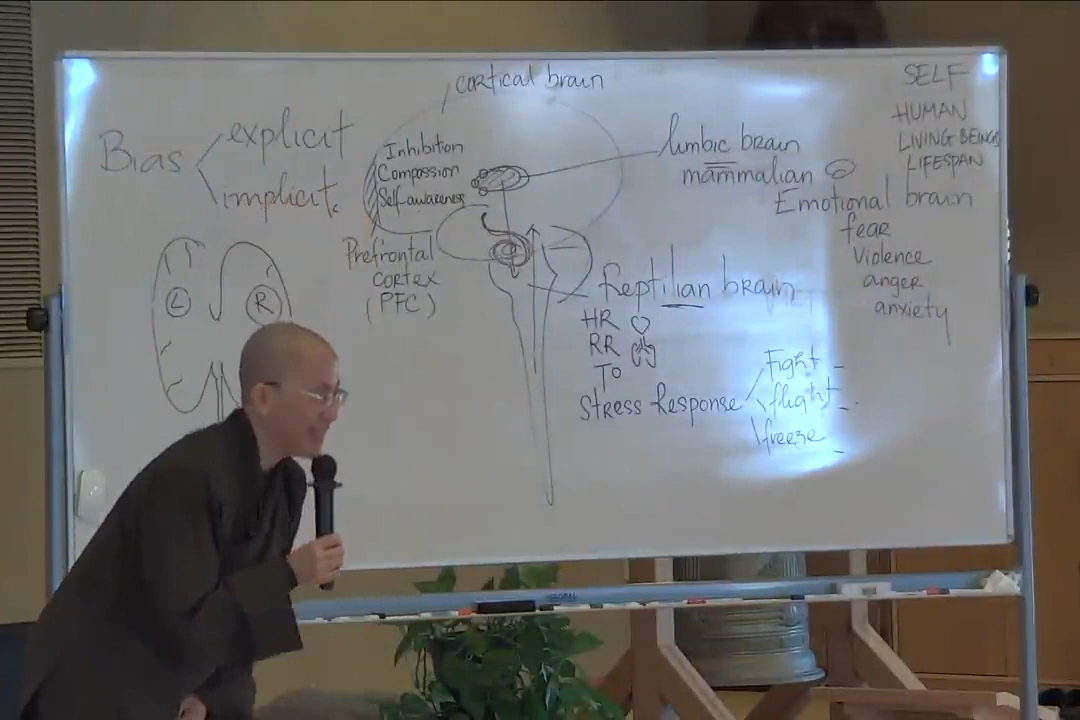 cortical brain
SELF
HUMAN
LIVING BEINGS
LIFESPAN
Bias
explicit
implicit
Inhibition
Compassion
Self-awareness
Prefrontal
cortex
(PFC)
limbic brain
mammalian
Emotional brain
fear
Violence
anger
anxiety
L
R
Reptilian brain
HR
RR
To
Stress Response
Fight
flight
freeze